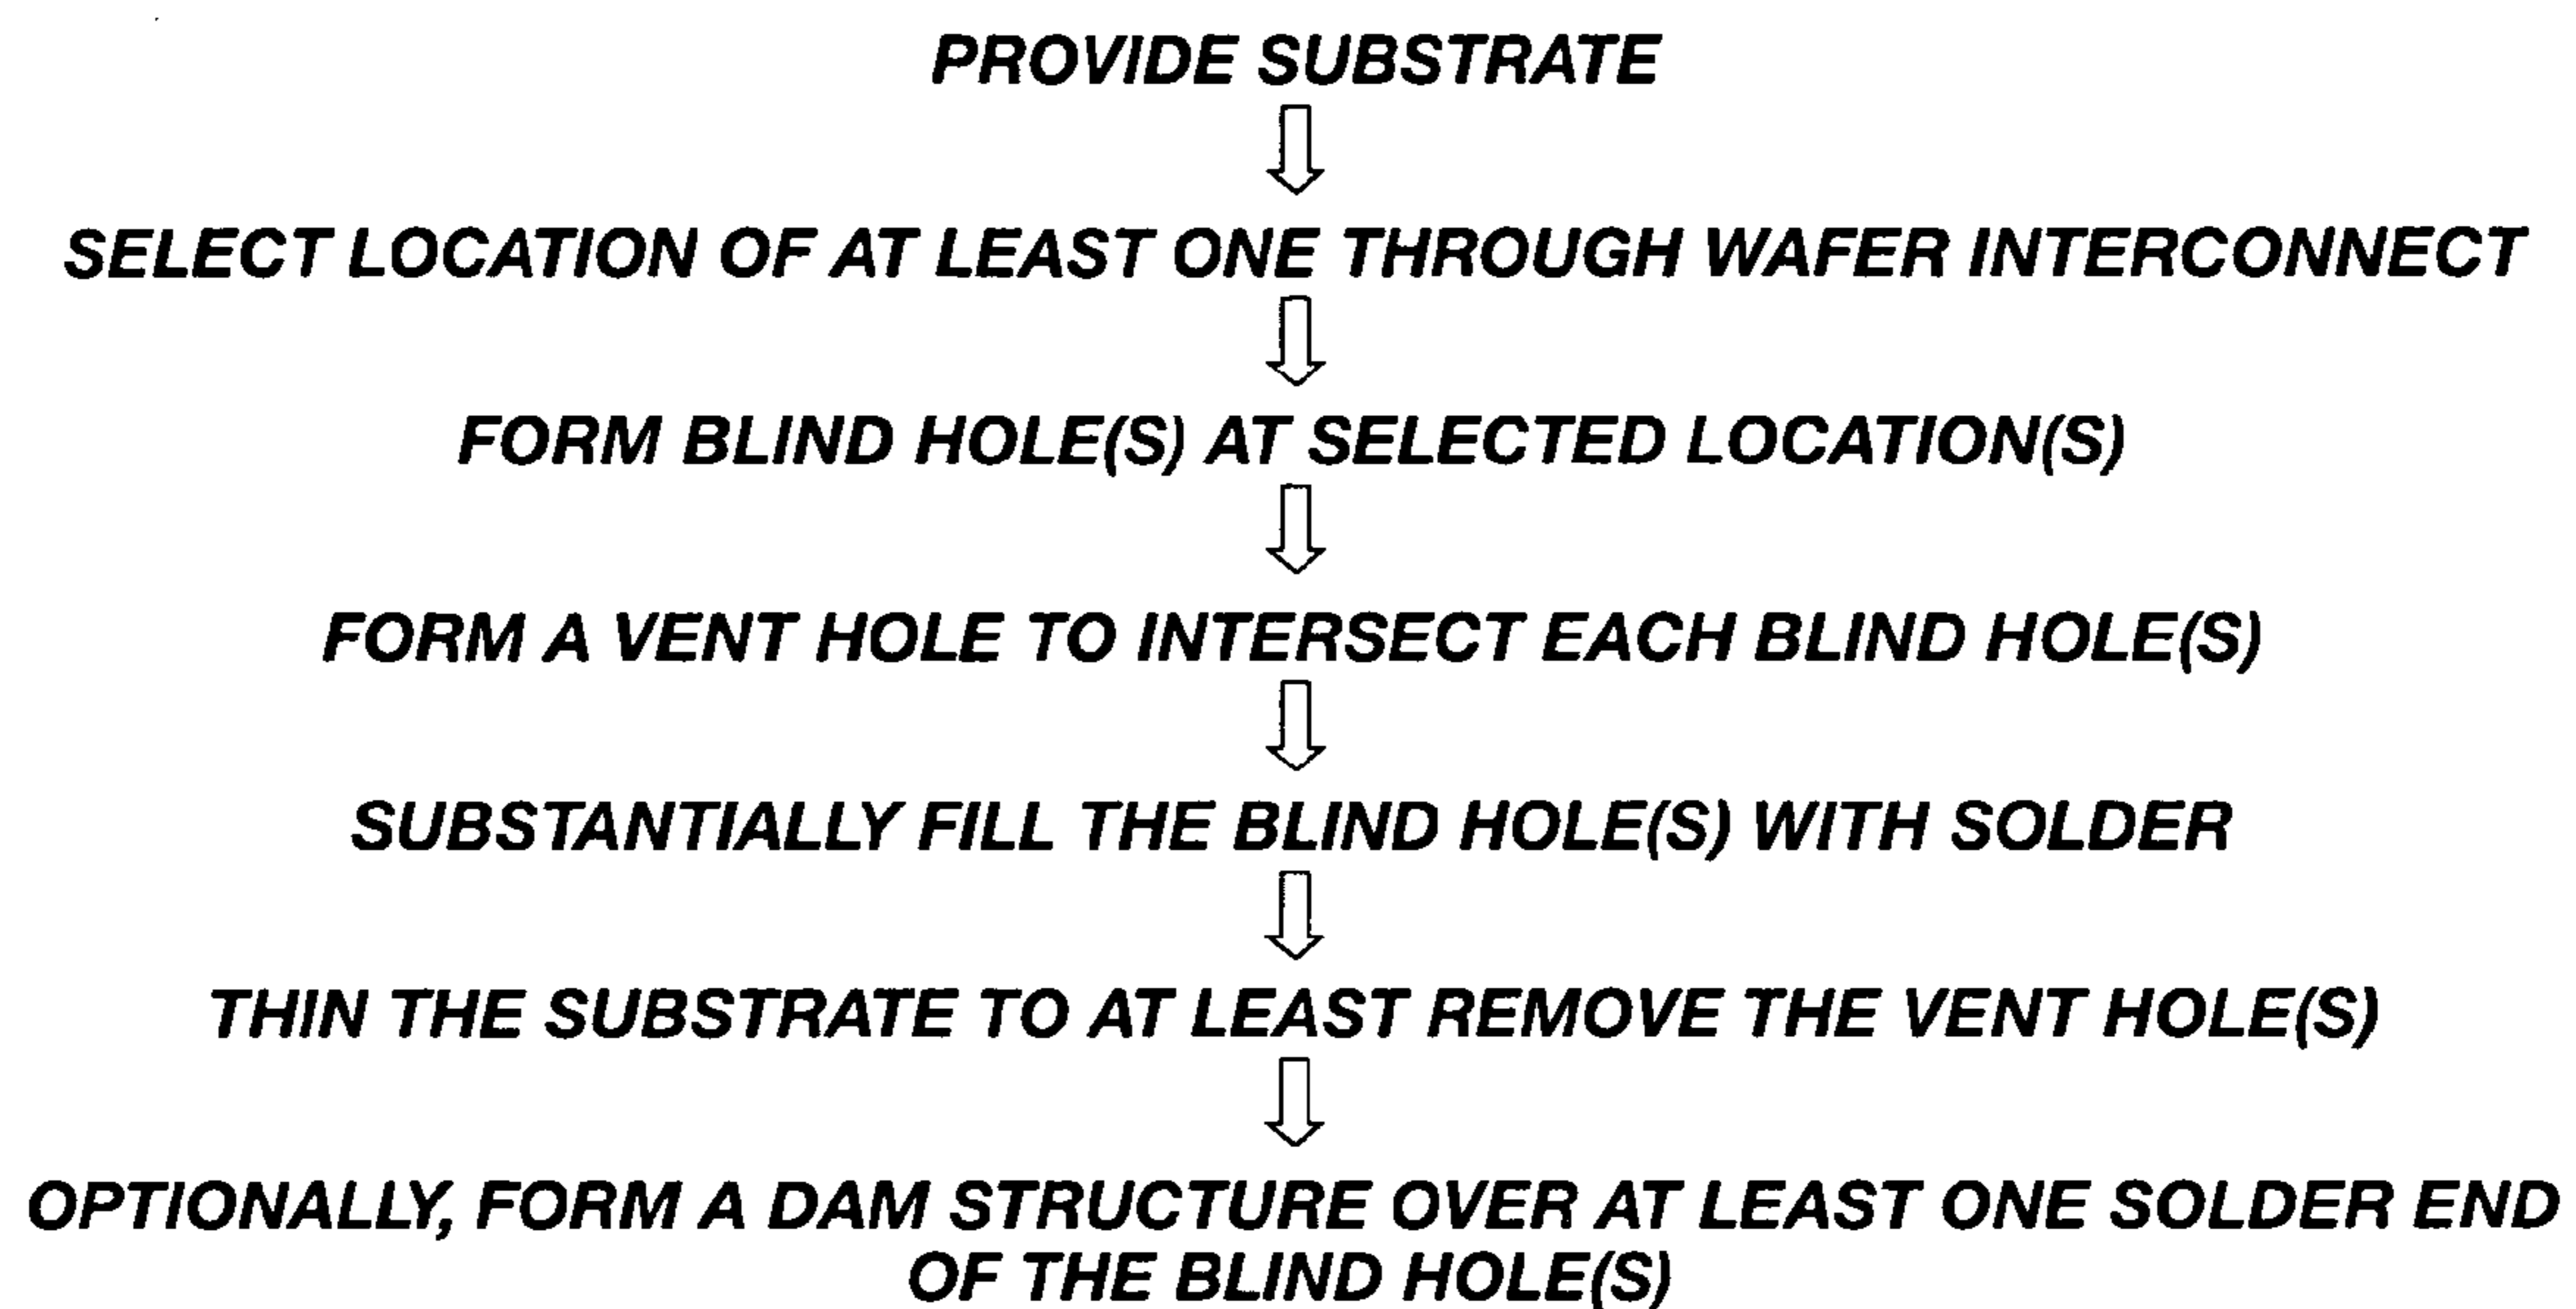 PROVIDE SUBSTRATE
SELECT LOCATION OF AT LEAST ONE THROUGH WAFER INTERCONNECT
FORM BLIND HOLE(S) AT SELECTED LOCATION(S)
FORM A VENT HOLE TO INTERSECT EACH BLIND HOLE(S)
SUBSTANTIALLY FILL THE BLIND HOLE(S) WITH SOLDER
THIN THE SUBSTRATE TO AT LEAST REMOVE THE VENT HOLE(S)
OPTIONALLY, FORM A DAM STRUCTURE OVER AT LEAST ONE SOLDER END
OF THE BLIND HOLE(S)